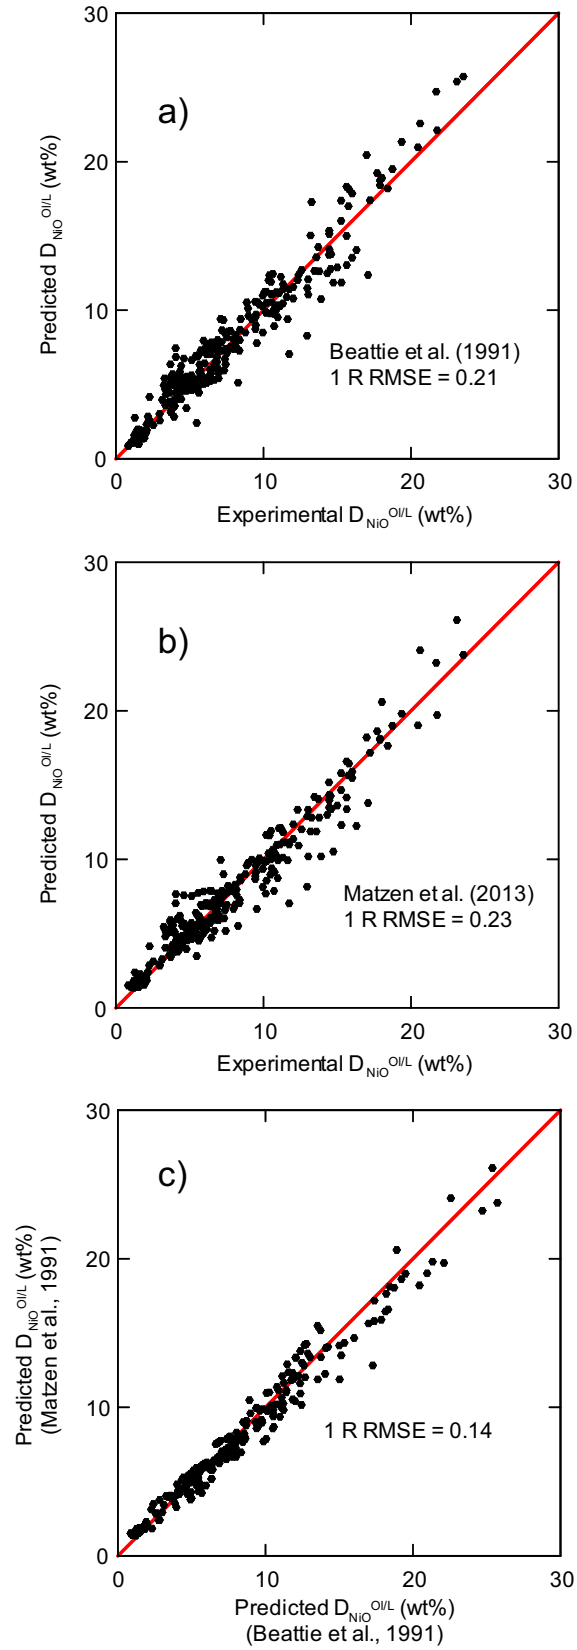 30
20
10
0
Predicted D_NiO^Ol/L (wt%)
a)
Beattie et al. (1991)
1 R RMSE = 0.21
0 10 20 30
Experimental D_NiO^Ol/L (wt%)
30
20
10
0
Predicted D_NiO^Ol/L (wt%)
b)
Matzen et al. (2013)
1 R RMSE = 0.23
0 10 20 30
Experimental D_NiO^Ol/L (wt%)
30
20
10
0
Predicted D_NiO^Ol/L (wt%)
(Matzen et al., 1991)
c)
1 R RMSE = 0.14
0 10 20 30
Predicted D_NiO^Ol/L (wt%)
(Beattie et al., 1991)